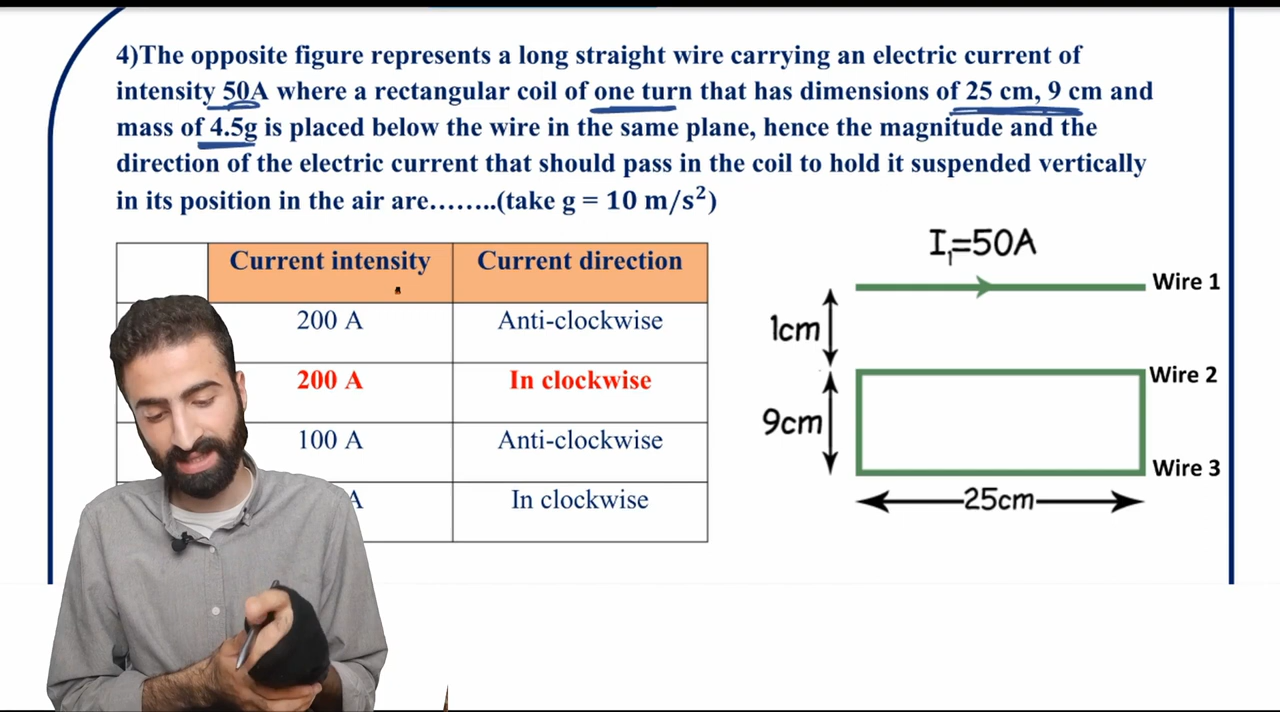 4)The opposite figure represents a long straight wire carrying an electric current of
intensity 50A where a rectangular coil of one turn that has dimensions of 25 cm, 9 cm and
mass of 4.5g is placed below the wire in the same plane, hence the magnitude and the
direction of the electric current that should pass in the coil to hold it suspended vertically
in its position in the air are……..(take g = 10 m/s²)
Current intensity Current direction
200 A Anti-clockwise
200 A In clockwise
100 A Anti-clockwise
A In clockwise
I₁=50A
Wire 1
1cm
Wire 2
9cm
Wire 3
25cm